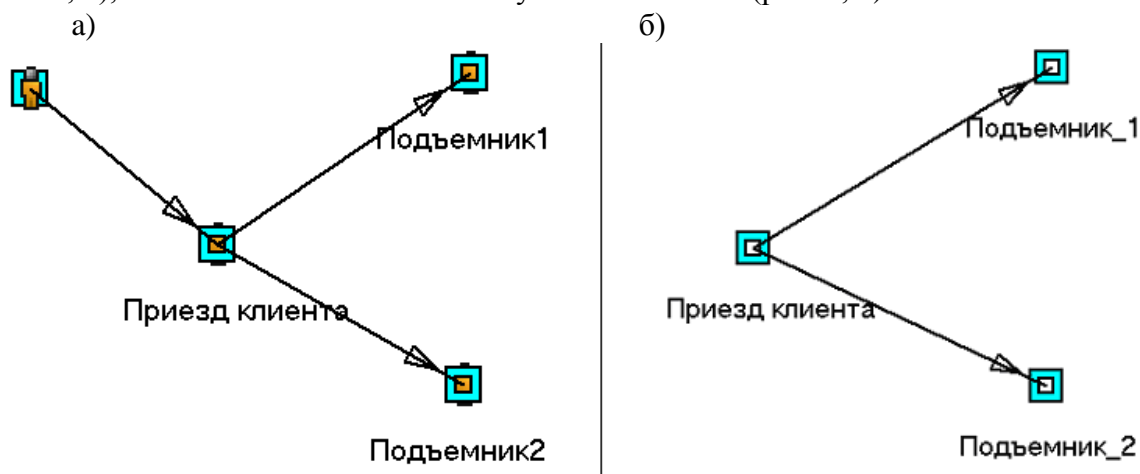 а)
б)
Подъемник1
Приезд клиента
Подъемник2
Подъемник_1
Приезд клиента
Подъемник_2